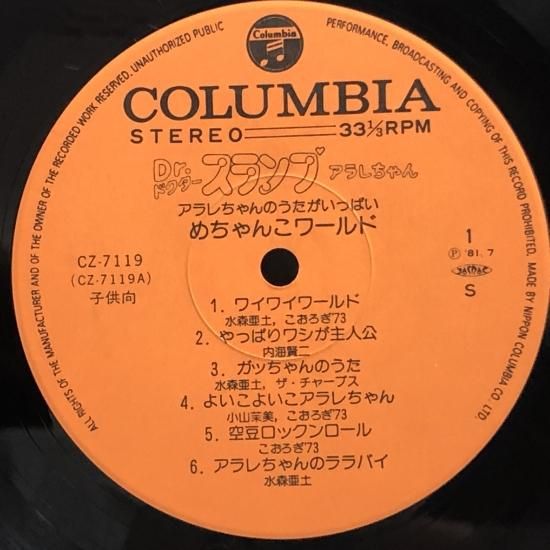 ALL RIGHTS OF THE MANUFACTURER AND OF THE OWNER OF THE RECORDED WORK RESERVED. UNAUTHORIZED PUBLIC PERFORMANCE, BROADCASTING AND COPYING OF THIS RECORD PROHIBITED. MADE BY NIPPON COLUMBIA CO., LTD.
Columbia
COLUMBIA
STEREO 33⅓RPM
Dr.
ドクター スランプ アラレちゃん
アラレちゃんのうたがいっぱい
めちゃんこワールド
CZ-7119
(CZ-7119A)
子供向
1
Ⓟ '81.7
JASRAC
S
1. ワイワイワールド
水森亜土, こおろぎ'73
2. やっぱりワシが主人公
内海賢二
3. ガッちゃんのうた
水森亜土, ザ・チャープス
4. よいこよいこアラレちゃん
小山茉美, こおろぎ'73
5. 空豆ロックンロール
こおろぎ'73
6. アラレちゃんのララバイ
水森亜土